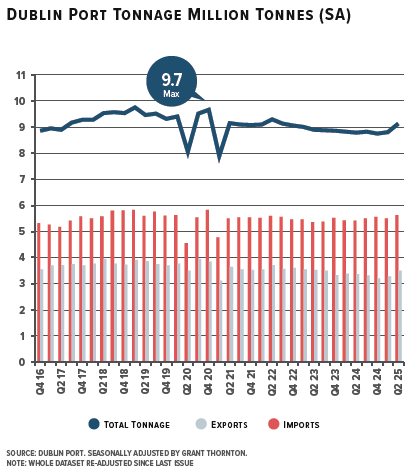 Dublin Port Tonnage Million Tonnes (SA)
9.7
Max
11
10
9
8
7
6
5
4
3
2
1
0
Q4 16
Q2 17
Q4 17
Q2 18
Q4 18
Q2 19
Q4 19
Q2 20
Q4 20
Q2 21
Q4 21
Q2 22
Q4 22
Q2 23
Q4 23
Q2 24
Q4 24
Q2 25
Total Tonnage Exports Imports
SOURCE: DUBLIN PORT. SEASONALLY ADJUSTED BY GRANT THORNTON.
NOTE: WHOLE DATASET RE-ADJUSTED SINCE LAST ISSUE